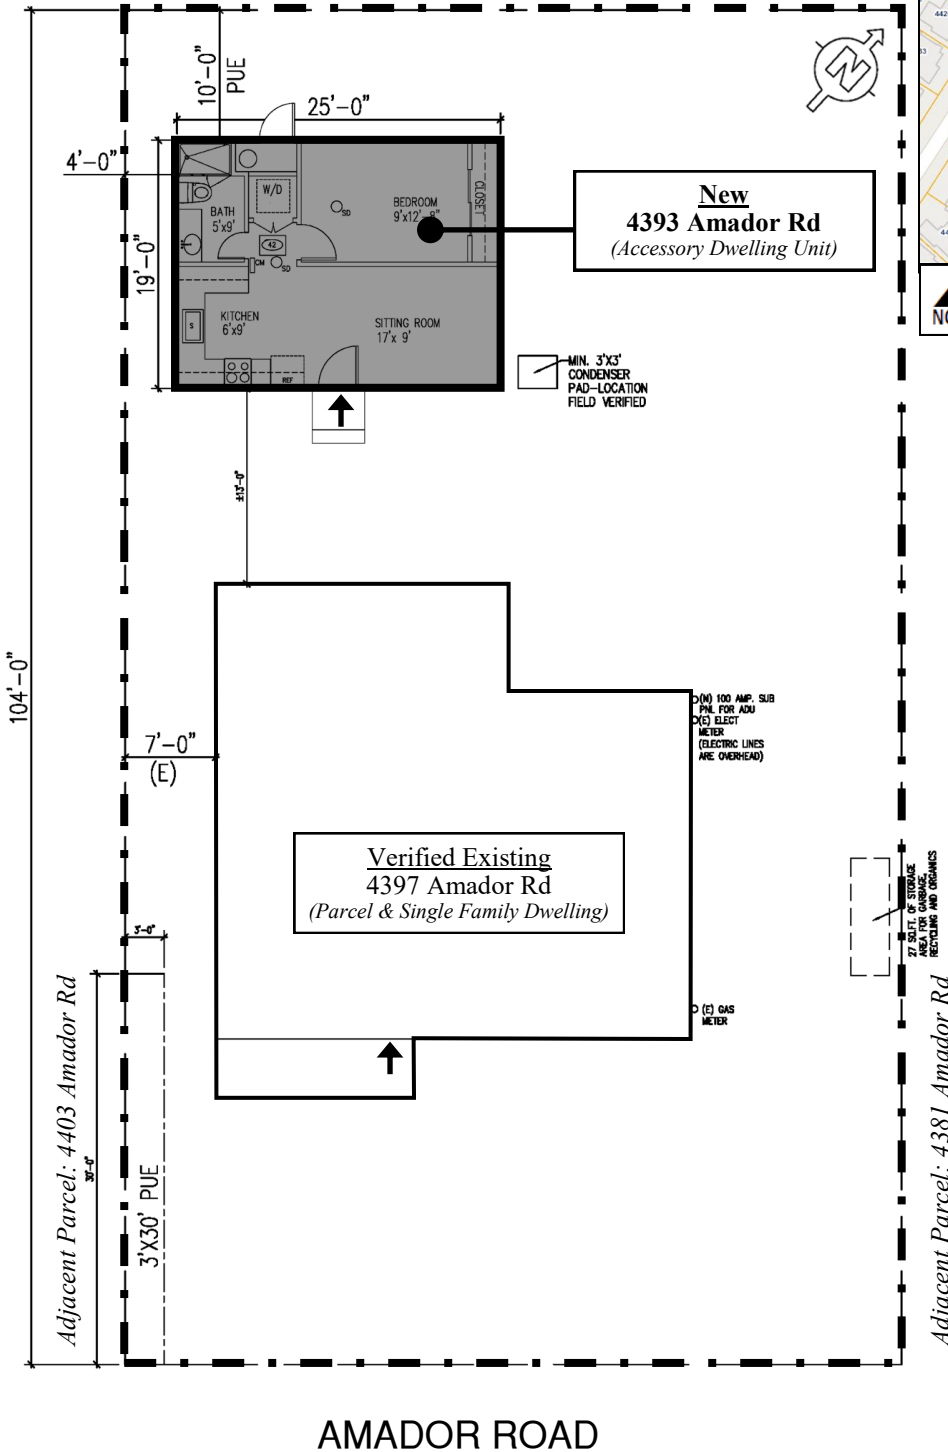 10'-0"
PUE
25'-0"
4'-0"
19'-0"
BATH
5'x9'
W/D
42
CM
SD
SD
BEDROOM
9'x12'-8"
CLOSET
KITCHEN
6'x9'
S
REF
SITTING ROOM
17'x 9'
N
New
4393 Amador Rd
(Accessory Dwelling Unit)
MIN. 3'X3'
CONDENSER
PAD-LOCATION
FIELD VERIFIED
±13'-0"
104'-0"
7'-0"
(E)
(N) 100 AMP. SUB
PNL FOR ADU
(E) ELECT
METER
(ELECTRIC LINES
ARE OVERHEAD)
Verified Existing
4397 Amador Rd
(Parcel & Single Family Dwelling)
27 SQ.FT. OF STORAGE
AREA FOR GARBAGE,
RECYCLING AND ORGANICS
3'-0"
(E) GAS
METER
30'-0"
3'X30' PUE
Adjacent Parcel: 4403 Amador Rd
Adjacent Parcel: 4381 Amador Rd
AMADOR ROAD